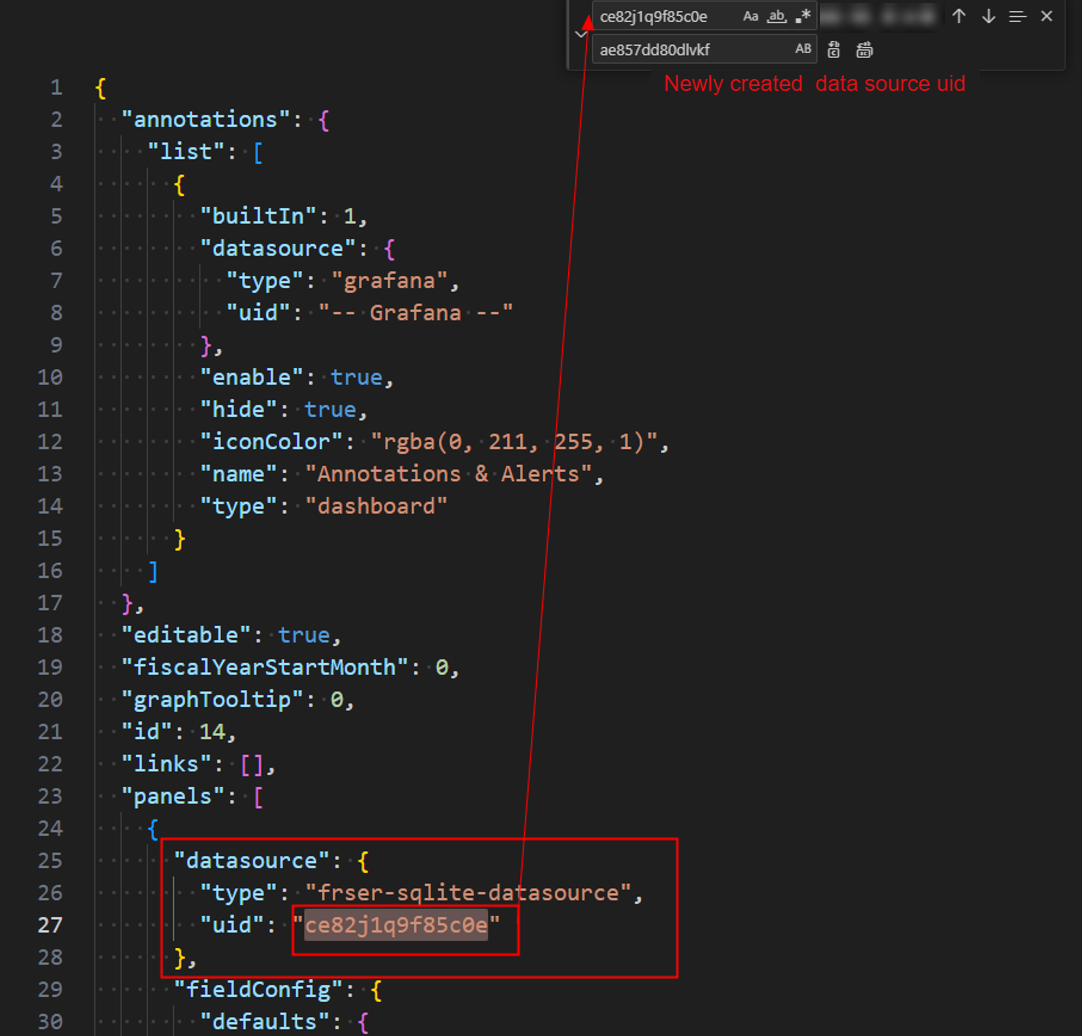 ce82j1q9f85c0e Aa ab .*
ae857dd80dlvkf AB
Newly created data source uid
1 {
2 "annotations": {
3 "list": [
4 {
5 "builtIn": 1,
6 "datasource": {
7 "type": "grafana",
8 "uid": "-- Grafana --"
9 },
10 "enable": true,
11 "hide": true,
12 "iconColor": "rgba(0, 211, 255, 1)",
13 "name": "Annotations & Alerts",
14 "type": "dashboard"
15 }
16 ]
17 },
18 "editable": true,
19 "fiscalYearStartMonth": 0,
20 "graphTooltip": 0,
21 "id": 14,
22 "links": [],
23 "panels": [
24 {
25 "datasource": {
26 "type": "frser-sqlite-datasource",
27 "uid": "ce82j1q9f85c0e"
28 },
29 "fieldConfig": {
30 "defaults": {